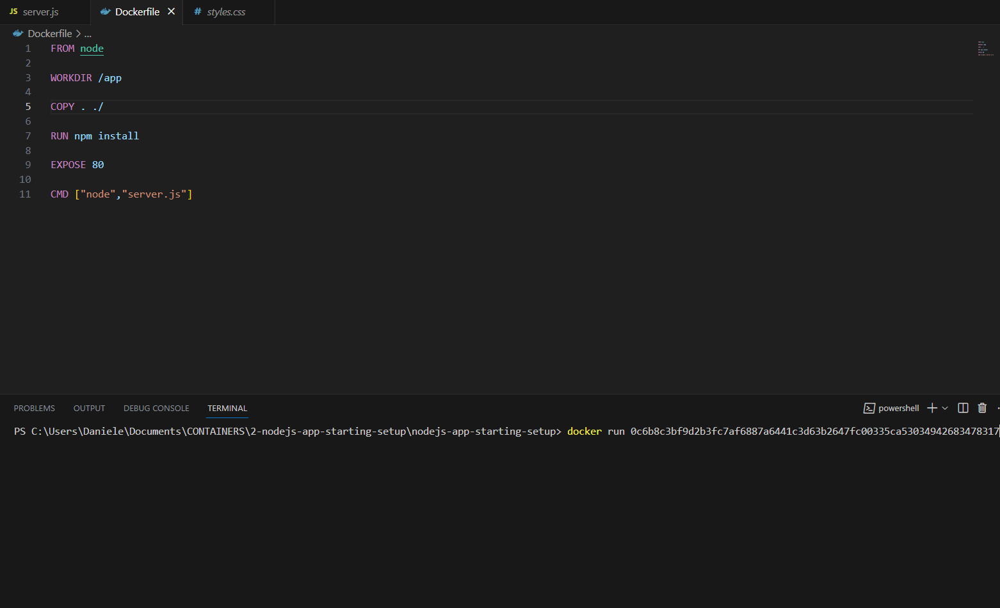 JS server.js
Dockerfile
# styles.css
Dockerfile > ...
1 FROM node
2
3 WORKDIR /app
4
5 COPY . ../
6
7 RUN npm install
8
9 EXPOSE 80
10
11 CMD ["node","server.js"]
PROBLEMS OUTPUT DEBUG CONSOLE TERMINAL
powershell
PS C:\Users\Daniele\Documents\CONTAINERS\2-nodejs-app-starting-setup\nodejs-app-starting-setup> docker run 0c6b8c3bf9d2b3fc7af6887a6441c3d63b2647fc00335ca53034942683478317